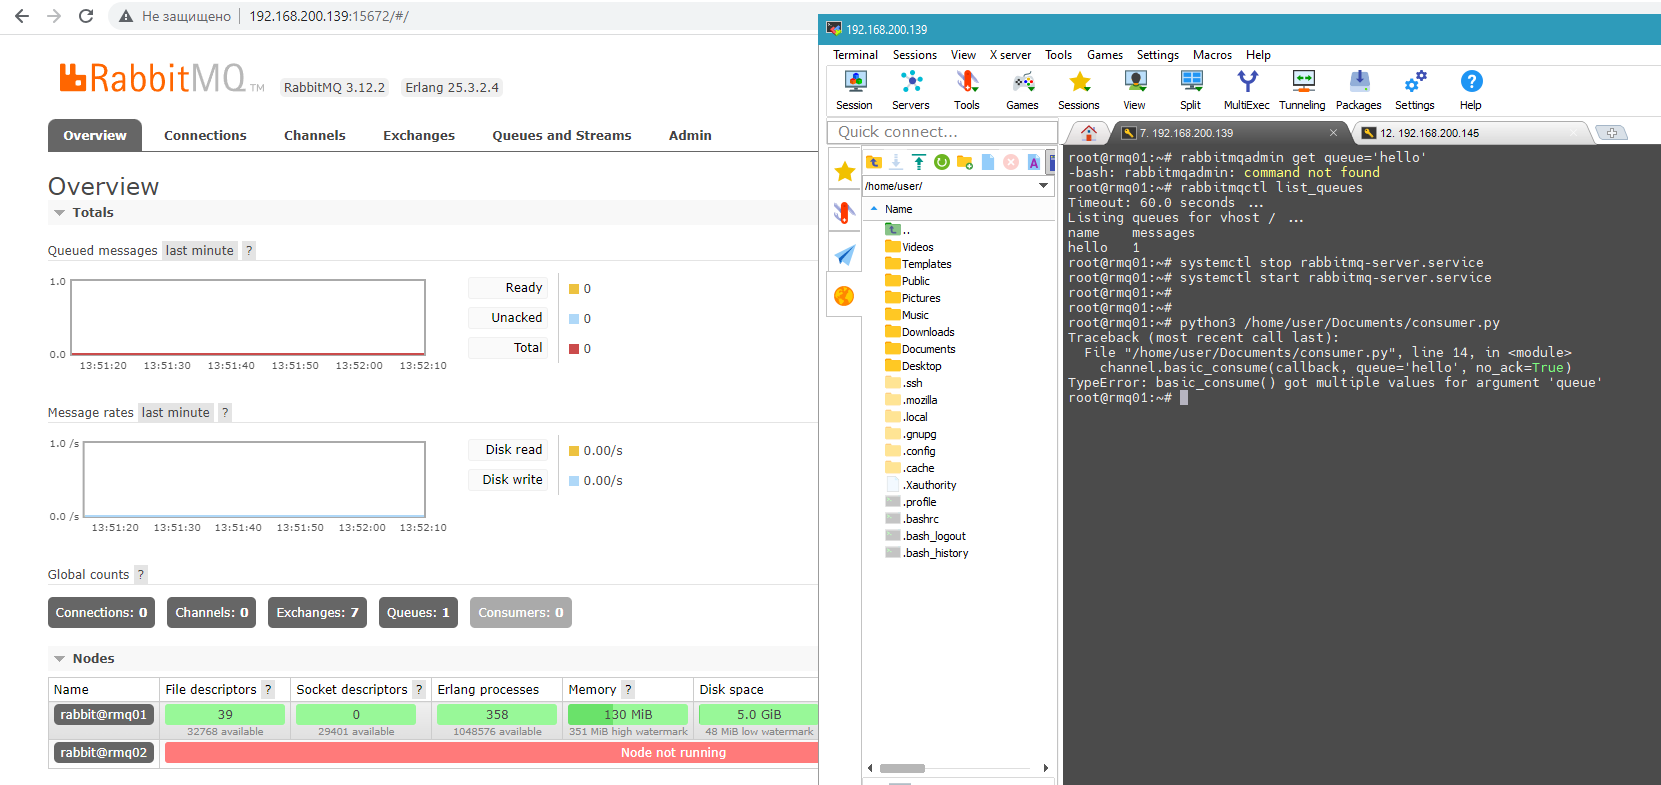 Не защищено
192.168.200.139:15672/#/
RabbitMQ TM
RabbitMQ 3.12.2
Erlang 25.3.2.4
Overview
Connections
Channels
Exchanges
Queues and Streams
Admin
Overview
Totals
Queued messages last minute ?
1.0
0.0
13:51:20 13:51:30 13:51:40 13:51:50 13:52:00 13:52:10
Ready 0
Unacked 0
Total 0
Message rates last minute ?
1.0 /s
0.0 /s
13:51:20 13:51:30 13:51:40 13:51:50 13:52:00 13:52:10
Disk read 0.00/s
Disk write 0.00/s
Global counts ?
Connections: 0
Channels: 0
Exchanges: 7
Queues: 1
Consumers: 0
Nodes
Name File descriptors ? Socket descriptors ? Erlang processes Memory ? Disk space
rabbit@rmq01 39 0 358 130 MiB 5.0 GiB
32768 available 29401 available 1048576 available 351 MiB high watermark 48 MiB low watermark
rabbit@rmq02 Node not running
192.168.200.139
Terminal Sessions View X server Tools Games Settings Macros Help
Session Servers Tools Games Sessions View Split MultiExec Tunneling Packages Settings Help
Quick connect...
7. 192.168.200.139
12. 192.168.200.145
A
/home/user/
Name
..
Videos
Templates
Public
Pictures
Music
Downloads
Documents
Desktop
.ssh
.mozilla
.local
.gnupg
.config
.cache
.Xauthority
.profile
.bashrc
.bash_logout
.bash_history
root@rmq01:~# rabbitmqadmin get queue='hello'
-bash: rabbitmqadmin: command not found
root@rmq01:~# rabbitmqctl list_queues
Timeout: 60.0 seconds ...
Listing queues for vhost / ...
name messages
hello 1
root@rmq01:~# systemctl stop rabbitmq-server.service
root@rmq01:~# systemctl start rabbitmq-server.service
root@rmq01:~#
root@rmq01:~#
root@rmq01:~# python3 /home/user/Documents/consumer.py
Traceback (most recent call last):
File "/home/user/Documents/consumer.py", line 14, in <module>
channel.basic_consume(callback, queue='hello', no_ack=True)
TypeError: basic_consume() got multiple values for argument 'queue'
root@rmq01:~#